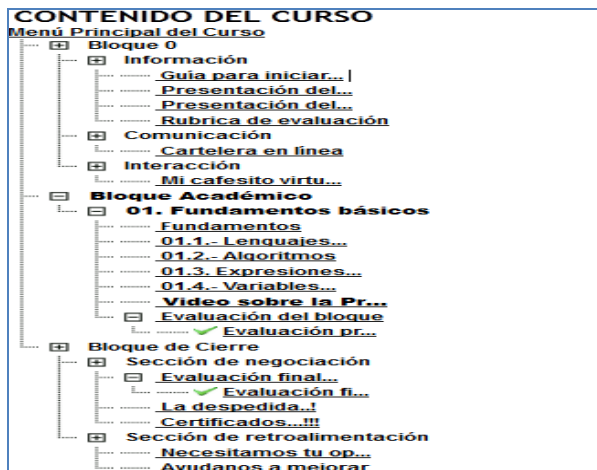 CONTENIDO DEL CURSO
Menú Principal del Curso
Bloque 0
Información
Guia para iniciar... |
Presentación del...
Presentación del...
Rubrica de evaluación
Comunicación
Cartelera en línea
Interacción
Mi cafesito virtu...
Bloque Académico
01. Fundamentos básicos
Fundamentos
01.1.- Lenguajes...
01.2.- Algoritmos
01.3. Expresiones...
01.4.- Variables...
Video sobre la Pr...
Evaluación del bloque
Evaluación pr...
Bloque de Cierre
Sección de negociación
Evaluación final...
Evaluación fi...
La despedida..!
Certificados...!!!
Sección de retroalimentación
Necesitamos tu op...
Ayudanos a mejorar